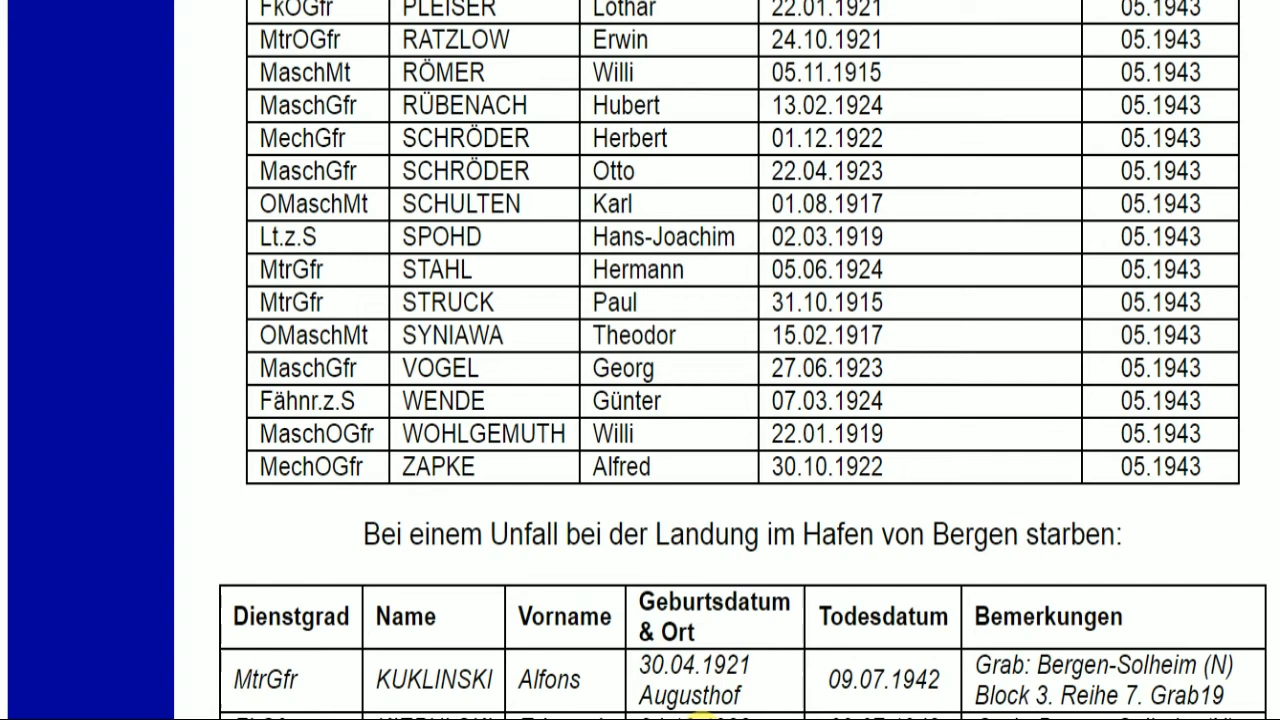 FkOGfr PLEISER Lothar 22.01.1921 05.1943
MtrOGfr RATZLOW Erwin 24.10.1921 05.1943
MaschMt RÖMER Willi 05.11.1915 05.1943
MaschGfr RÜBENACH Hubert 13.02.1924 05.1943
MechGfr SCHRÖDER Herbert 01.12.1922 05.1943
MaschGfr SCHRÖDER Otto 22.04.1923 05.1943
OMaschMt SCHULTEN Karl 01.08.1917 05.1943
Lt.z.S SPOHD Hans-Joachim 02.03.1919 05.1943
MtrGfr STAHL Hermann 05.06.1924 05.1943
MtrGfr STRUCK Paul 31.10.1915 05.1943
OMaschMt SYNIAWA Theodor 15.02.1917 05.1943
MaschGfr VOGEL Georg 27.06.1923 05.1943
Fähnr.z.S WENDE Günter 07.03.1924 05.1943
MaschOGfr WOHLGEMUTH Willi 22.01.1919 05.1943
MechOGfr ZAPKE Alfred 30.10.1922 05.1943
Bei einem Unfall bei der Landung im Hafen von Bergen starben:
Dienstgrad Name Vorname Geburtsdatum & Ort Todesdatum Bemerkungen
MtrGfr KUKLINSKI Alfons 30.04.1921 Augusthof 09.07.1942 Grab: Bergen-Solheim (N) Block 3. Reihe 7. Grab19